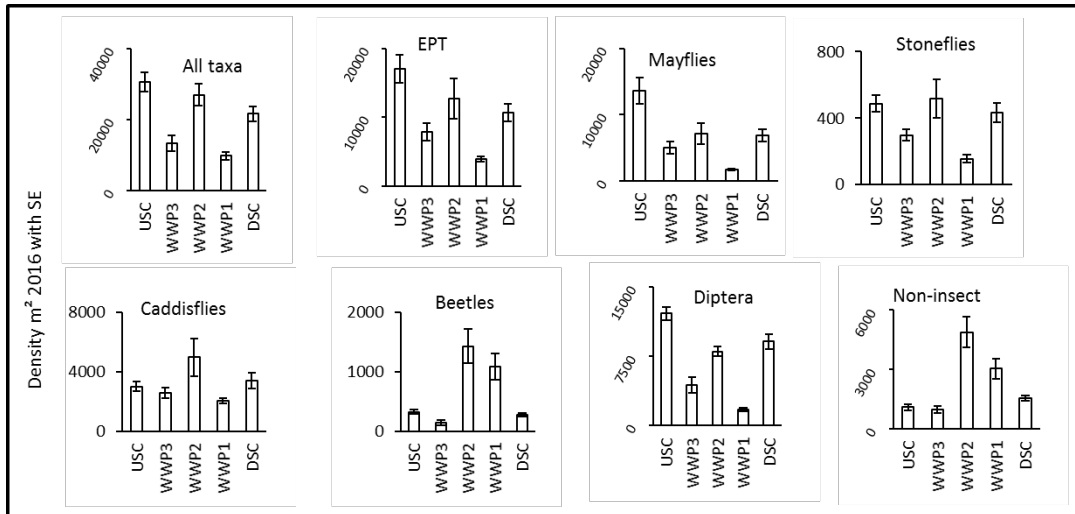 Density m² 2016 with SE
All taxa
40000
20000
0
USC
WWP3
WWP2
WWP1
DSC
EPT
20000
10000
0
USC
WWP3
WWP2
WWP1
DSC
Mayflies
20000
10000
0
USC
WWP3
WWP2
WWP1
DSC
Stoneflies
800
400
0
USC
WWP3
WWP2
WWP1
DSC
Caddisflies
8000
4000
0
USC
WWP3
WWP2
WWP1
DSC
Beetles
2000
1000
0
USC
WWP3
WWP2
WWP1
DSC
Diptera
15000
7500
0
USC
WWP3
WWP2
WWP1
DSC
Non-insect
6000
3000
0
USC
WWP3
WWP2
WWP1
DSC